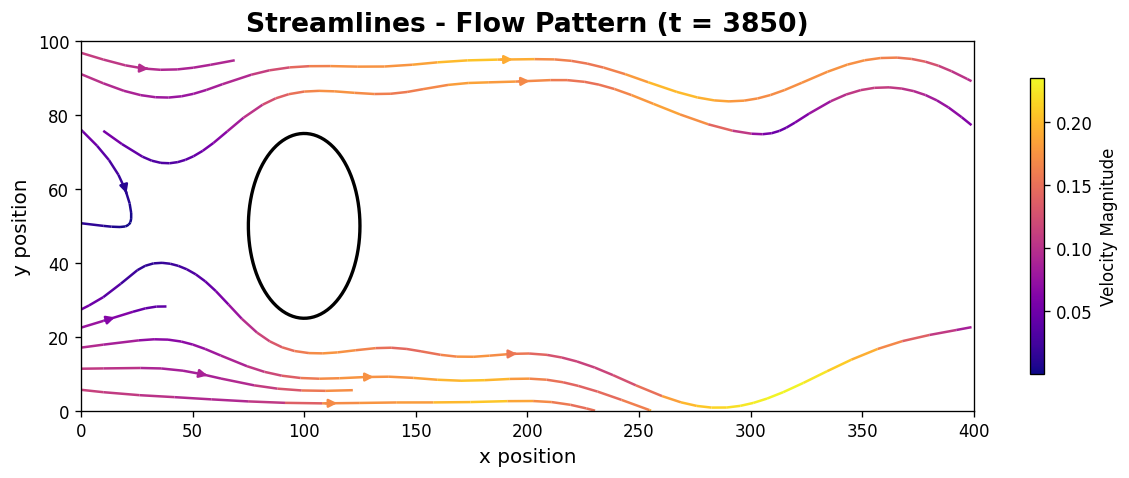 Streamlines - Flow Pattern (t = 3850)
100
80
60
40
20
0
y position
0 50 100 150 200 250 300 350 400
x position
0.20
0.15
0.10
0.05
Velocity Magnitude